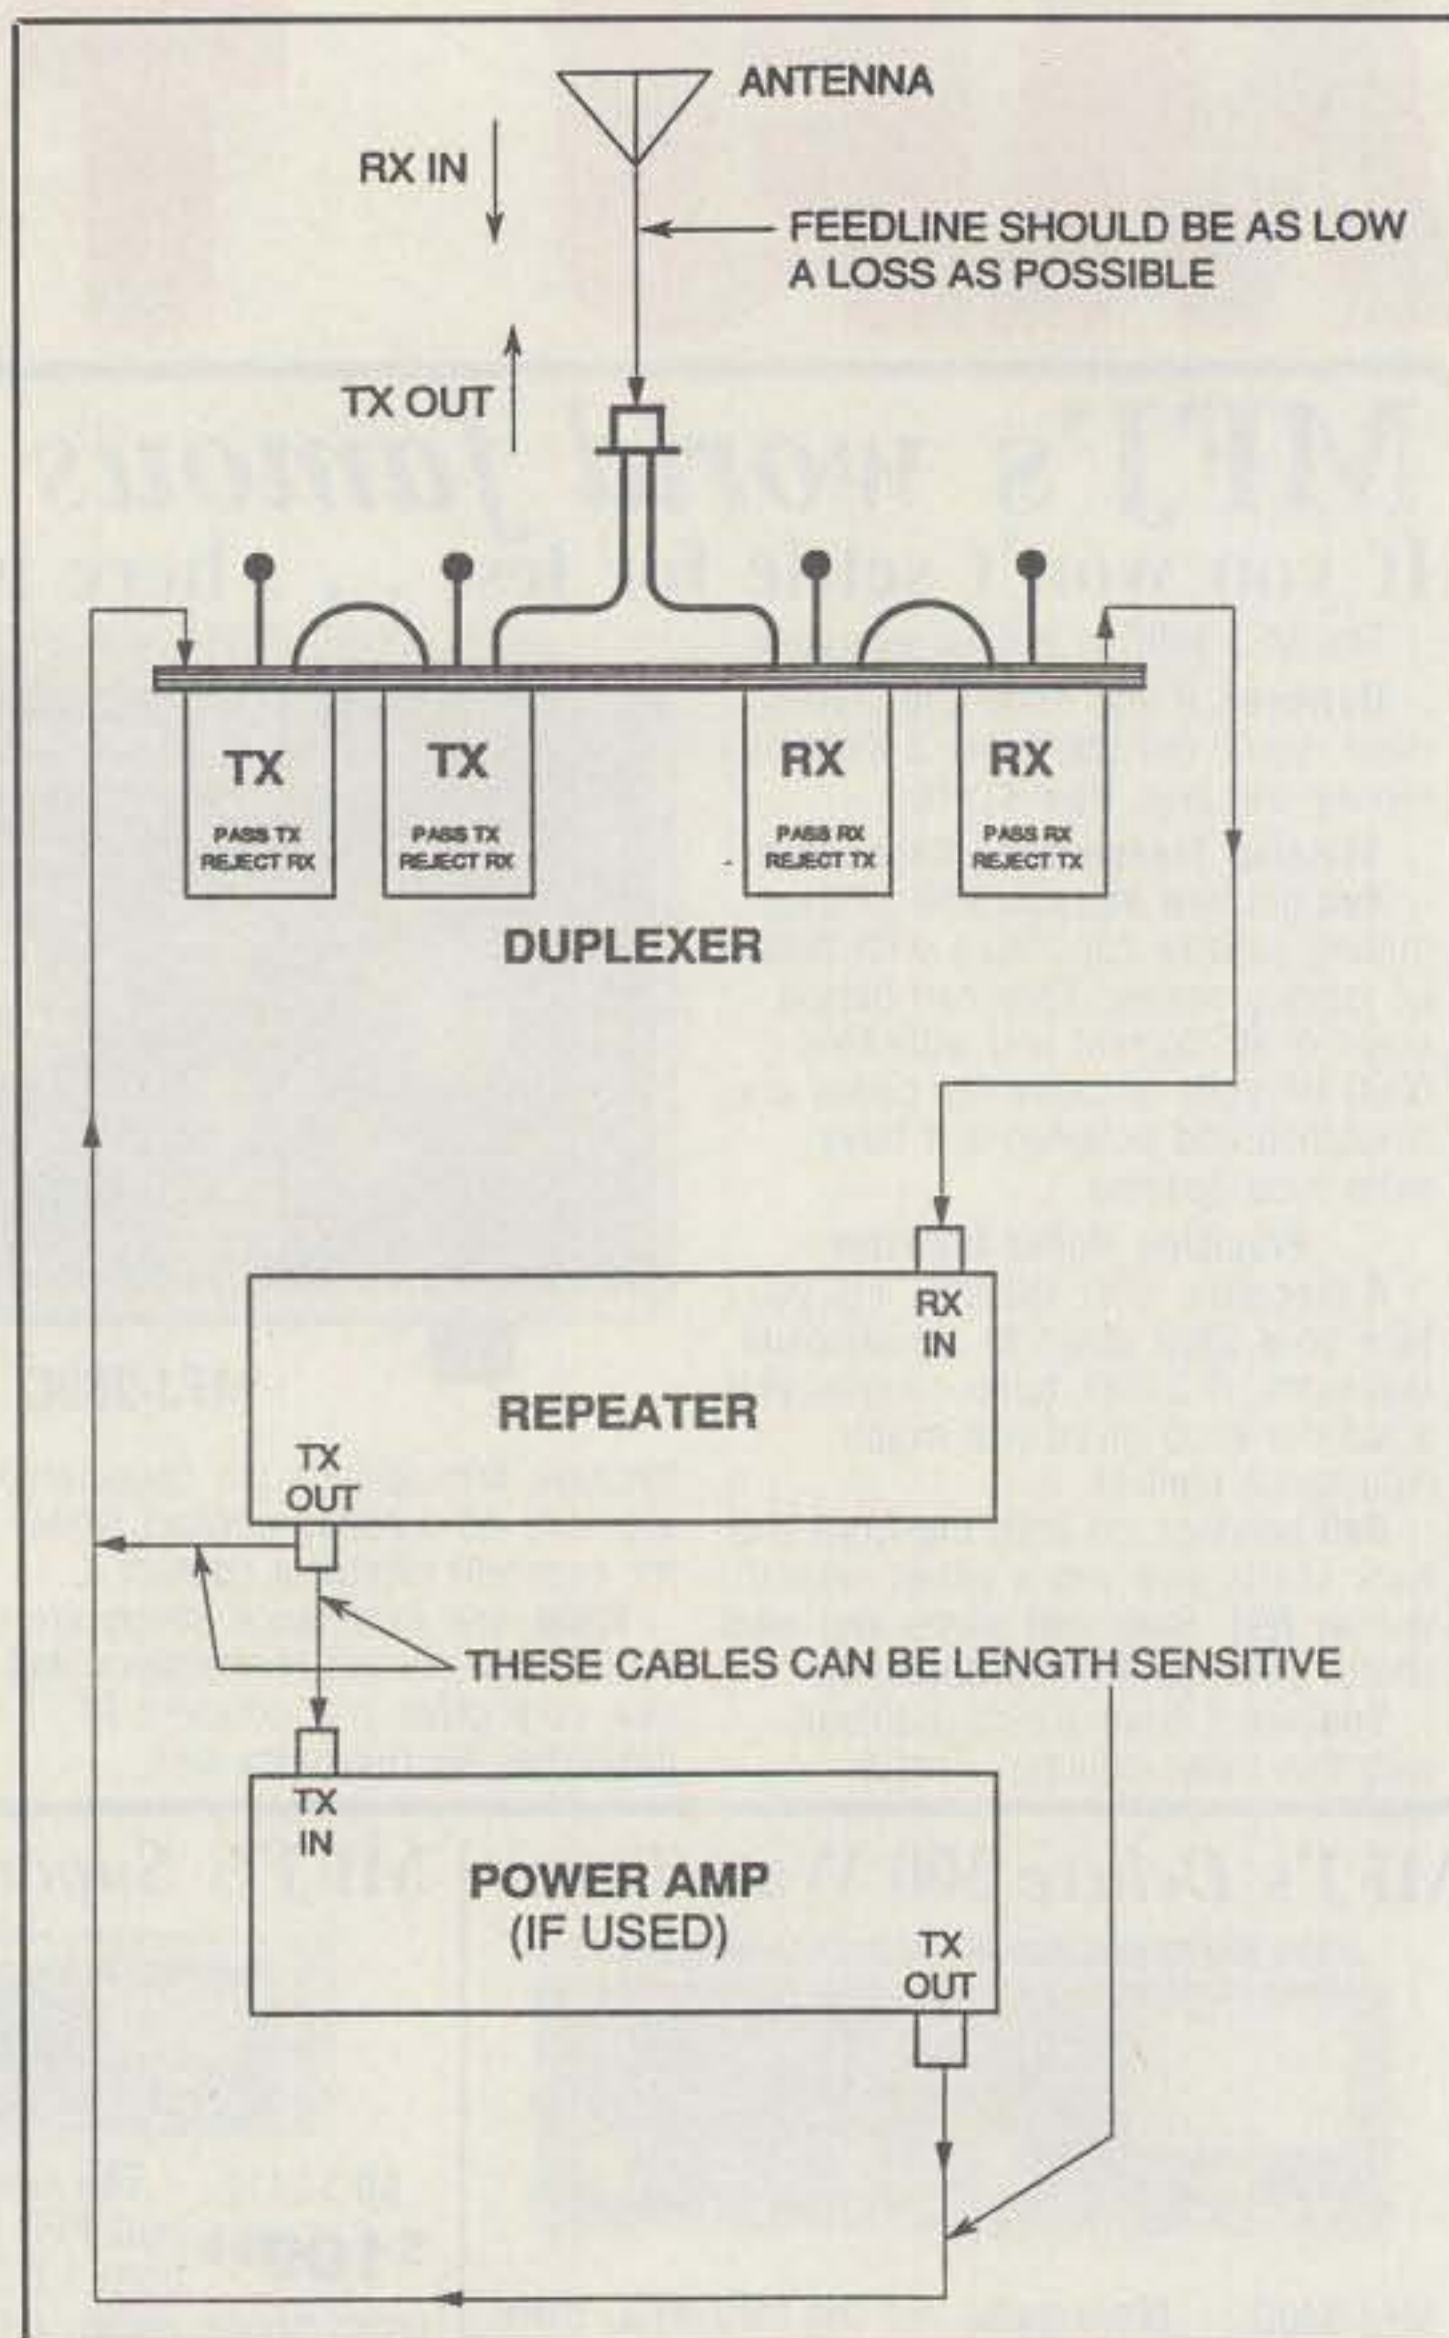 ANTENNA
RX IN
FEEDLINE SHOULD BE AS LOW
A LOSS AS POSSIBLE
TX OUT
TX
TX
RX
RX
PASS TX
REJECT RX
PASS TX
REJECT RX
PASS RX
REJECT TX
PASS RX
REJECT TX
DUPLEXER
RX
IN
REPEATER
TX
OUT
THESE CABLES CAN BE LENGTH SENSITIVE
TX
IN
POWER AMP
(IF USED)
TX
OUT